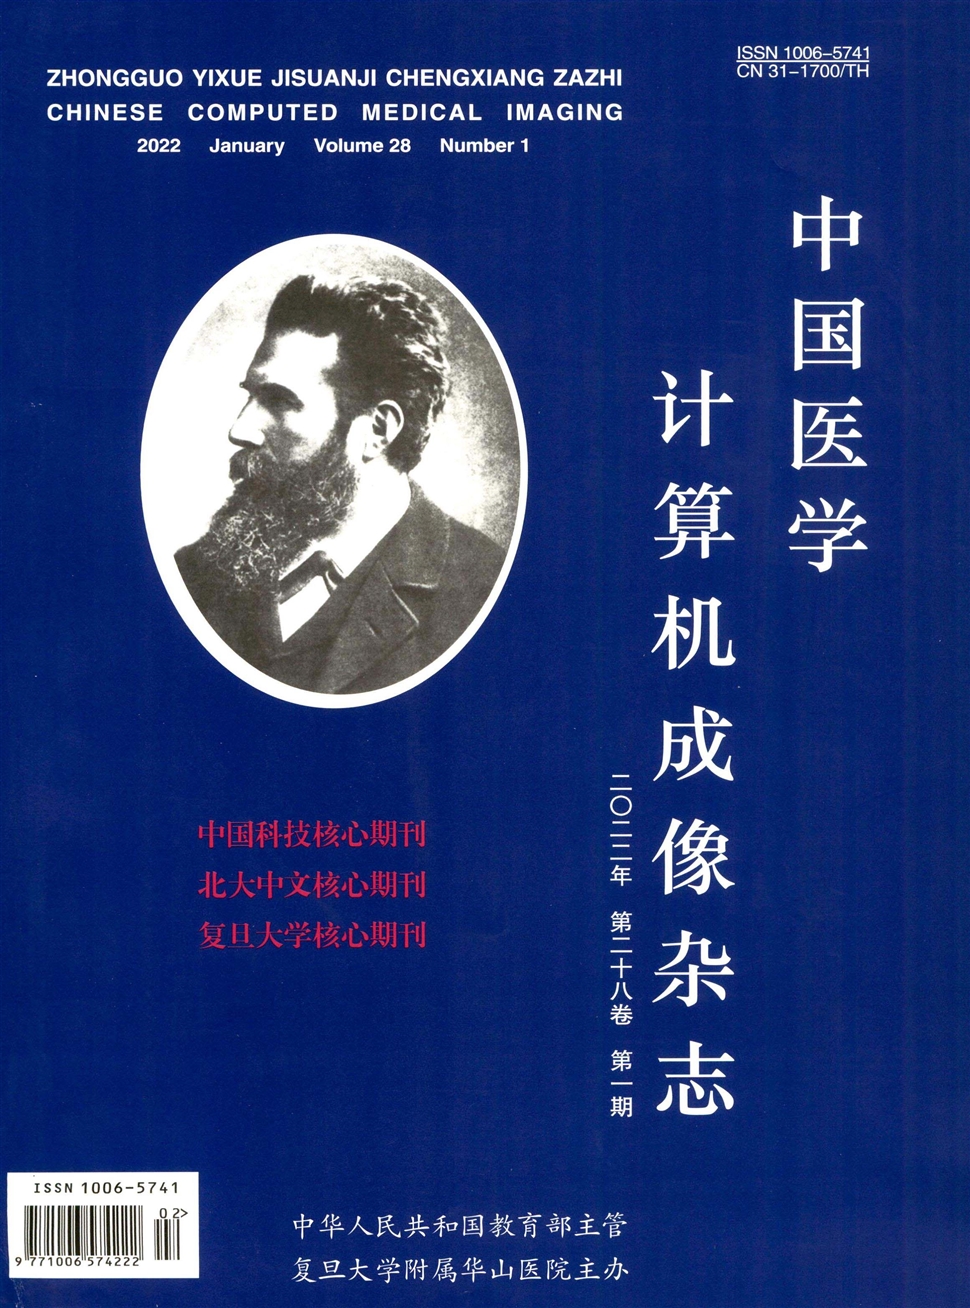 ISSN 1006-5741
CN 31-1700/TH
ZHONGGUO YIXUE JISUANJI CHENGXIANG ZAZHI
CHINESE COMPUTED MEDICAL IMAGING
2022 January Volume 28 Number 1
中国医学
计算机成像杂志
二〇二二年 第二十八卷 第一期
中国科技核心期刊
北大中文核心期刊
复旦大学核心期刊
ISSN 1006-5741
02>
9 771006 574222
中华人民共和国教育部主管
复旦大学附属华山医院主办